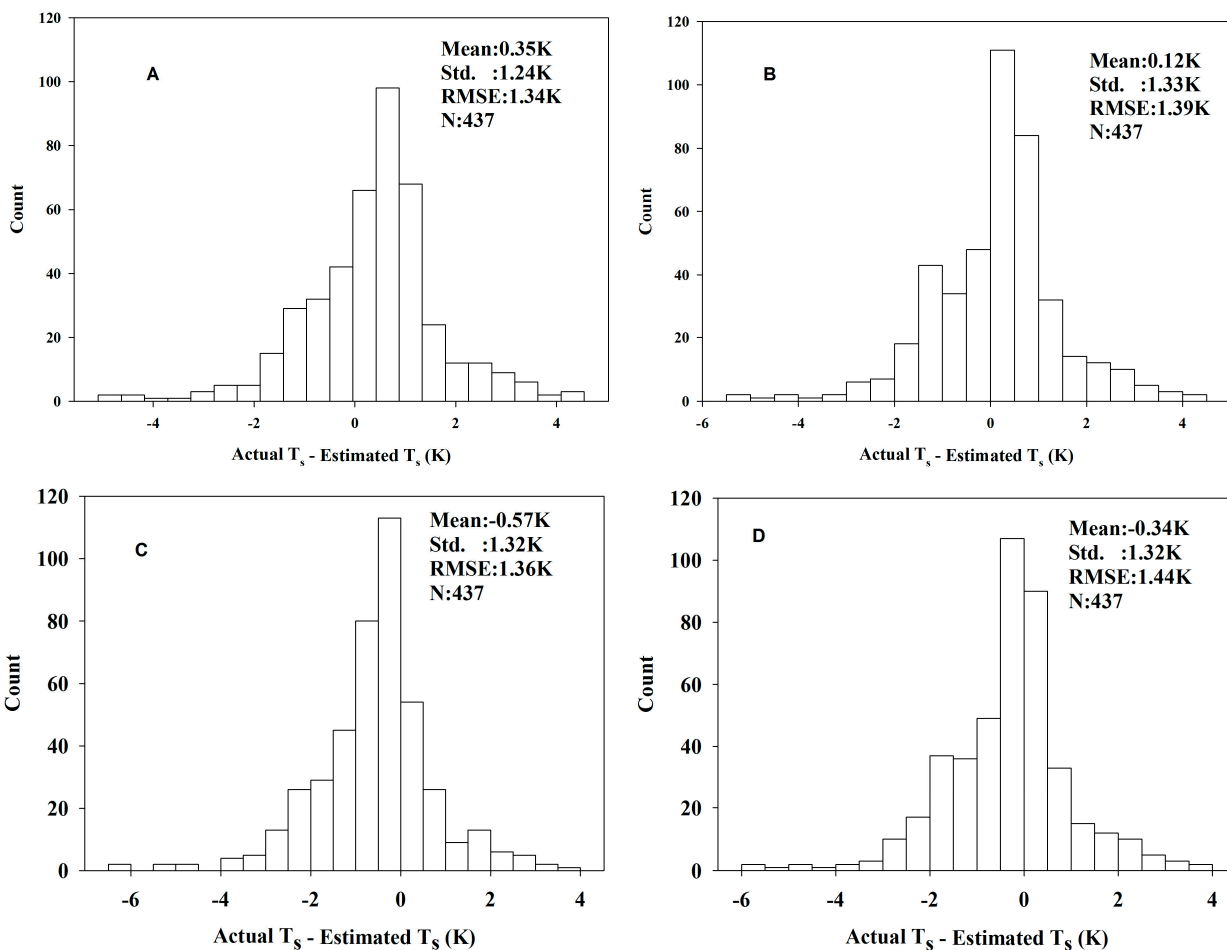 120
100
80
60
40
20
0
Count
A
Mean:0.35K
Std. :1.24K
RMSE:1.34K
N:437
-4 -2 0 2 4
Actual Ts - Estimated Ts (K)
120
100
80
60
40
20
0
Count
B
Mean:0.12K
Std. :1.33K
RMSE:1.39K
N:437
-6 -4 -2 0 2 4
Actual Ts - Estimated Ts (K)
120
100
80
60
40
20
0
Count
C
Mean:-0.57K
Std. :1.32K
RMSE:1.36K
N:437
-6 -4 -2 0 2 4
Actual Ts - Estimated Ts (K)
120
100
80
60
40
20
0
Count
D
Mean:-0.34K
Std. :1.32K
RMSE:1.44K
N:437
-6 -4 -2 0 2 4
Actual Ts - Estimated Ts (K)